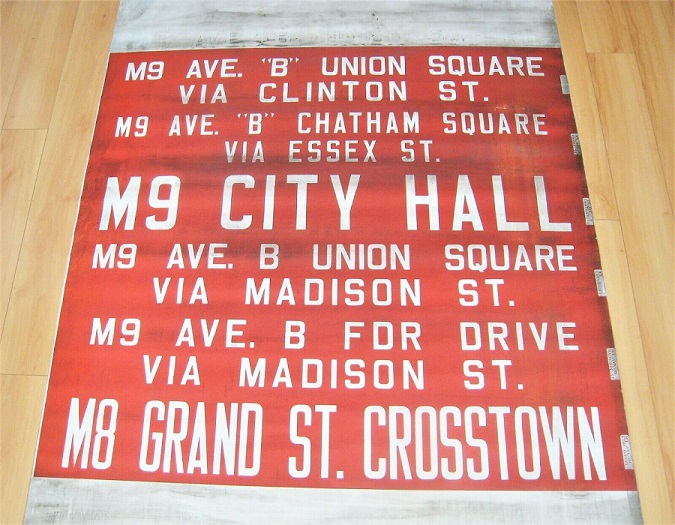 M9 AVE. "B" UNION SQUARE
VIA CLINTON ST.
M9 AVE. "B" CHATHAM SQUARE
VIA ESSEX ST.
M9 CITY HALL
M9 AVE. B UNION SQUARE
VIA MADISON ST.
M9 AVE. B FDR DRIVE
VIA MADISON ST.
M8 GRAND ST. CROSSTOWN